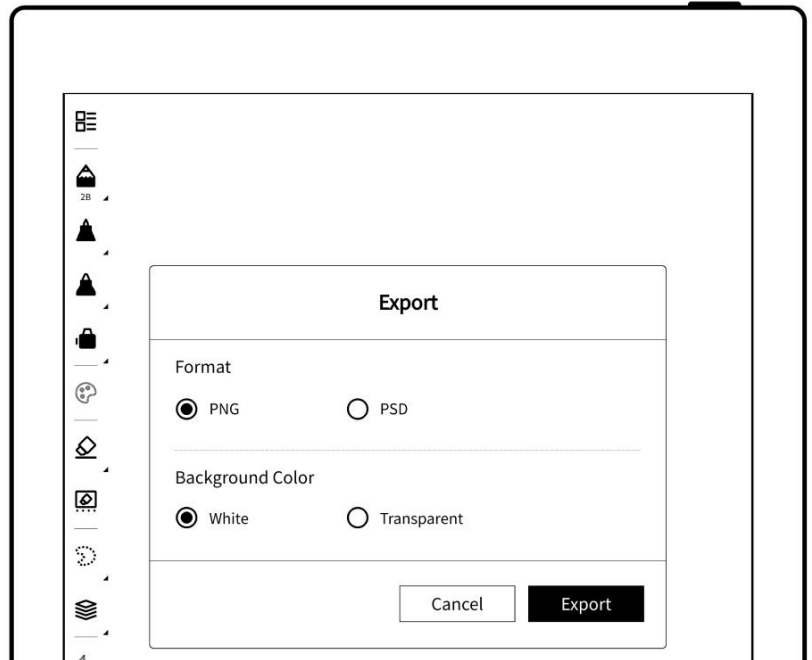 2B
Export
Format
PNG PSD
Background Color
White Transparent
Cancel Export